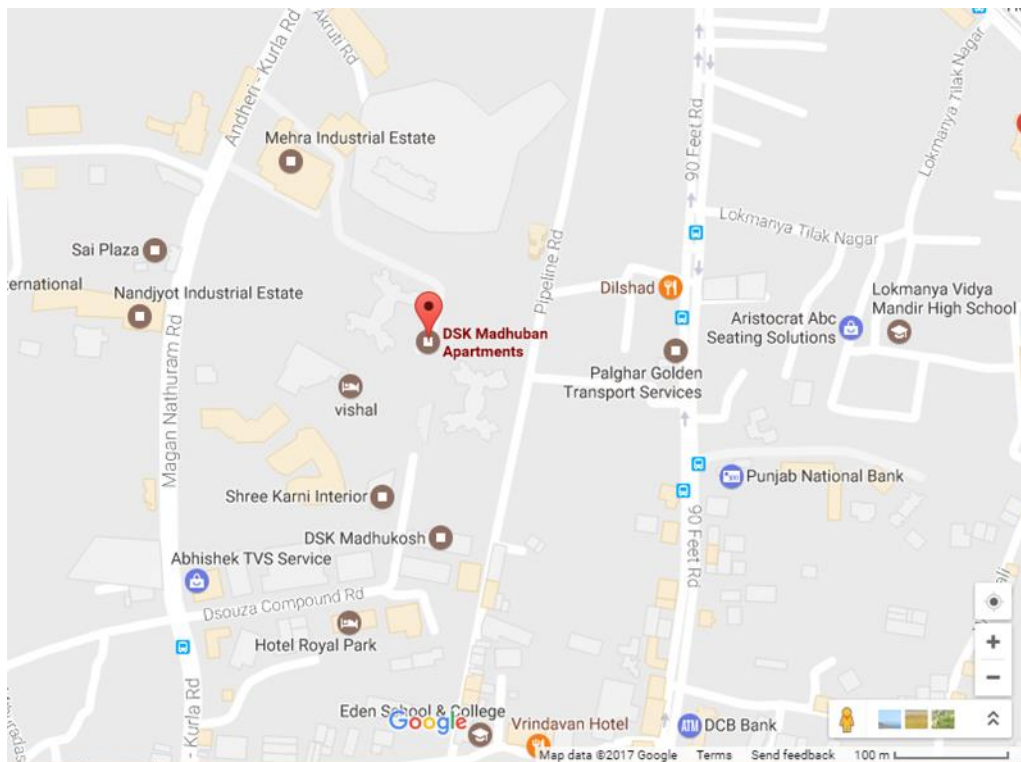 Akruti Rd
Andheri - Kurla Rd
Mehra Industrial Estate
90 Feet Rd
Lokmanya Tilak Nagar
Lokmanya Tilak Nagar
Sai Plaza
Pipeline Rd
ernational
Nandjyot Industrial Estate
Dilshad
Lokmanya Vidya
Mandir High School
Aristocrat Abc
Seating Solutions
DSK Madhuban
Apartments
Palghar Golden
Transport Services
vishal
Magan Nathuram Rd
Punjab National Bank
Shree Karni Interior
DSK Madhukosh
90 Feet Rd
Abhishek TVS Service
Dsouza Compound Rd
Hotel Royal Park
- Kurla Rd
Eden School & College
Google
Vrindavan Hotel
ATM
DCB Bank
+
−
Map data ©2017 Google Terms Send feedback 100 m